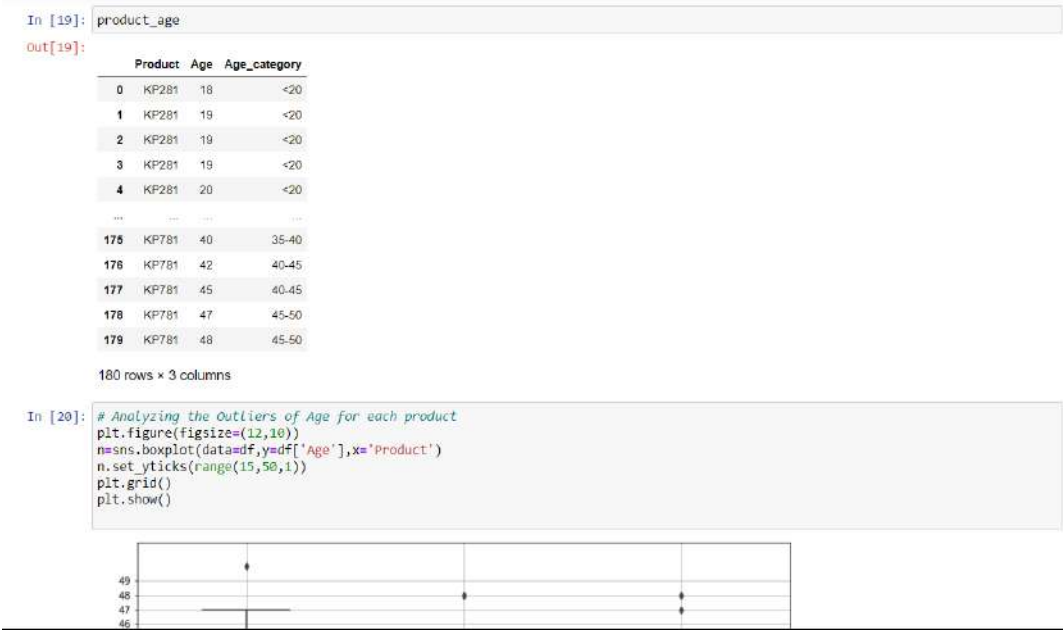 In [19]: product_age
Out[19]:
Product Age Age_category
0 KP281 18 <20
1 KP281 19 <20
2 KP281 19 <20
3 KP281 19 <20
4 KP281 20 <20
... ... ... ...
175 KP781 40 35-40
176 KP781 42 40-45
177 KP781 45 40-45
178 KP781 47 45-50
179 KP781 48 45-50
180 rows × 3 columns
In [20]: # Analyzing the Outliers of Age for each product
plt.figure(figsize=(12,10))
n=sns.boxplot(data=df,y=df['Age'],x='Product')
n.set_yticks(range(15,50,1))
plt.grid()
plt.show()
49
48
47
46